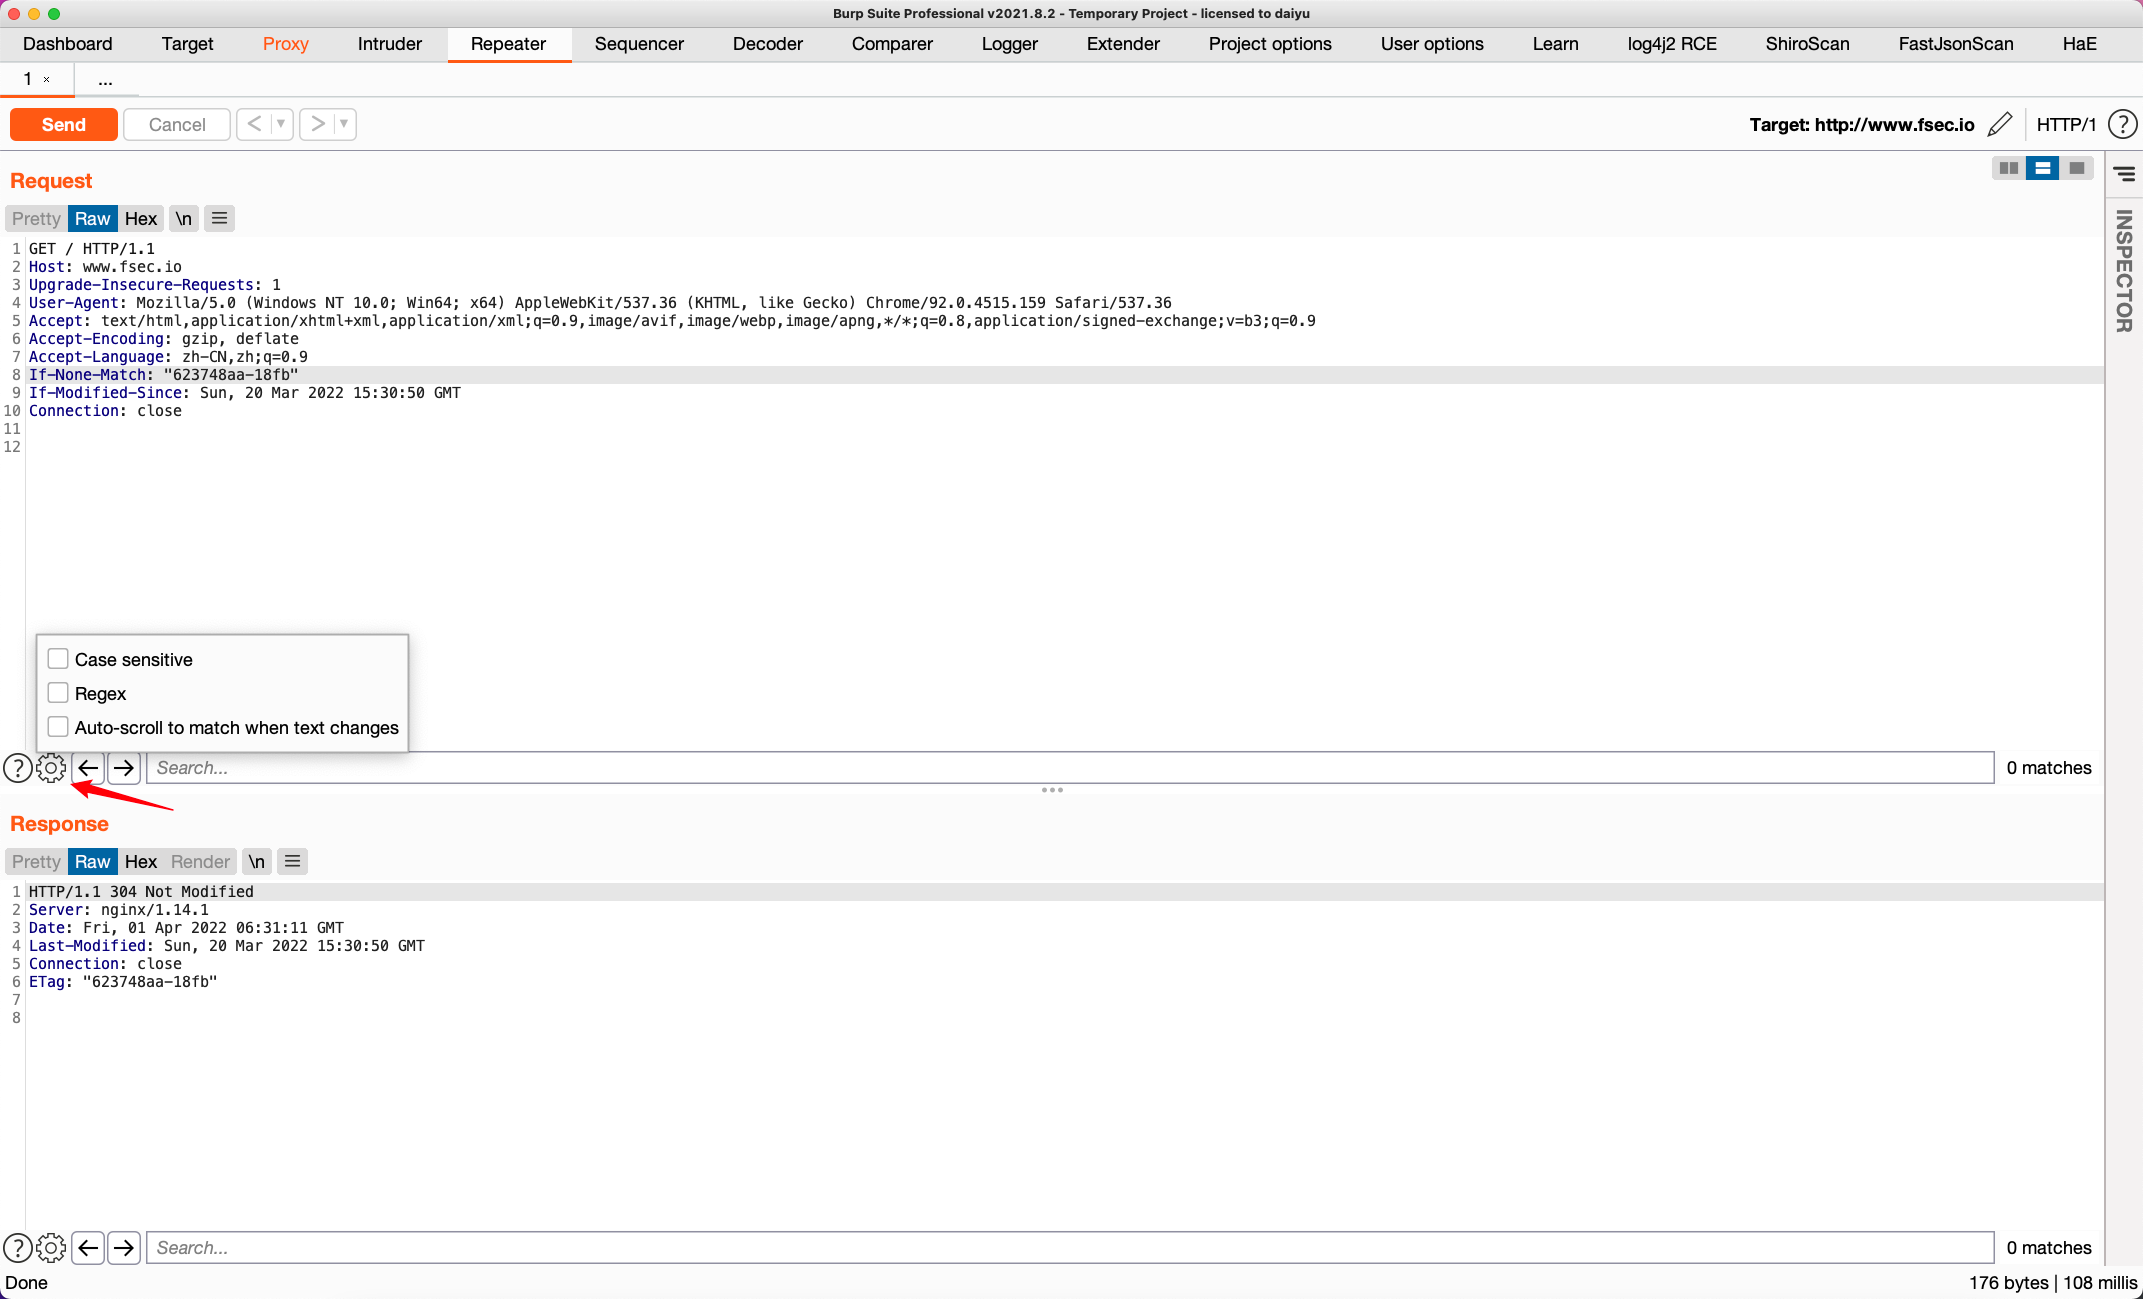 Burp Suite Professional v2021.8.2 - Temporary Project - licensed to daiyu
Dashboard Target Proxy Intruder Repeater Sequencer Decoder Comparer Logger Extender Project options User options Learn log4j2 RCE ShiroScan FastJsonScan HaE
1 × ...
Send Cancel < ▼ > ▼ Target: http://www.fsec.io HTTP/1 ?
Request
Pretty Raw Hex \n ≡
INSPECTOR
1 GET / HTTP/1.1
2 Host: www.fsec.io
3 Upgrade-Insecure-Requests: 1
4 User-Agent: Mozilla/5.0 (Windows NT 10.0; Win64; x64) AppleWebKit/537.36 (KHTML, like Gecko) Chrome/92.0.4515.159 Safari/537.36
5 Accept: text/html,application/xhtml+xml,application/xml;q=0.9,image/avif,image/webp,image/apng,*/*;q=0.8,application/signed-exchange;v=b3;q=0.9
6 Accept-Encoding: gzip, deflate
7 Accept-Language: zh-CN,zh;q=0.9
8 If-None-Match: "623748aa-18fb"
9 If-Modified-Since: Sun, 20 Mar 2022 15:30:50 GMT
10 Connection: close
11
12
Case sensitive
Regex
Auto-scroll to match when text changes
? ← → Search... 0 matches
Response
Pretty Raw Hex Render \n ≡
1 HTTP/1.1 304 Not Modified
2 Server: nginx/1.14.1
3 Date: Fri, 01 Apr 2022 06:31:11 GMT
4 Last-Modified: Sun, 20 Mar 2022 15:30:50 GMT
5 Connection: close
6 ETag: "623748aa-18fb"
7
8
? ← → Search... 0 matches
Done 176 bytes | 108 millis